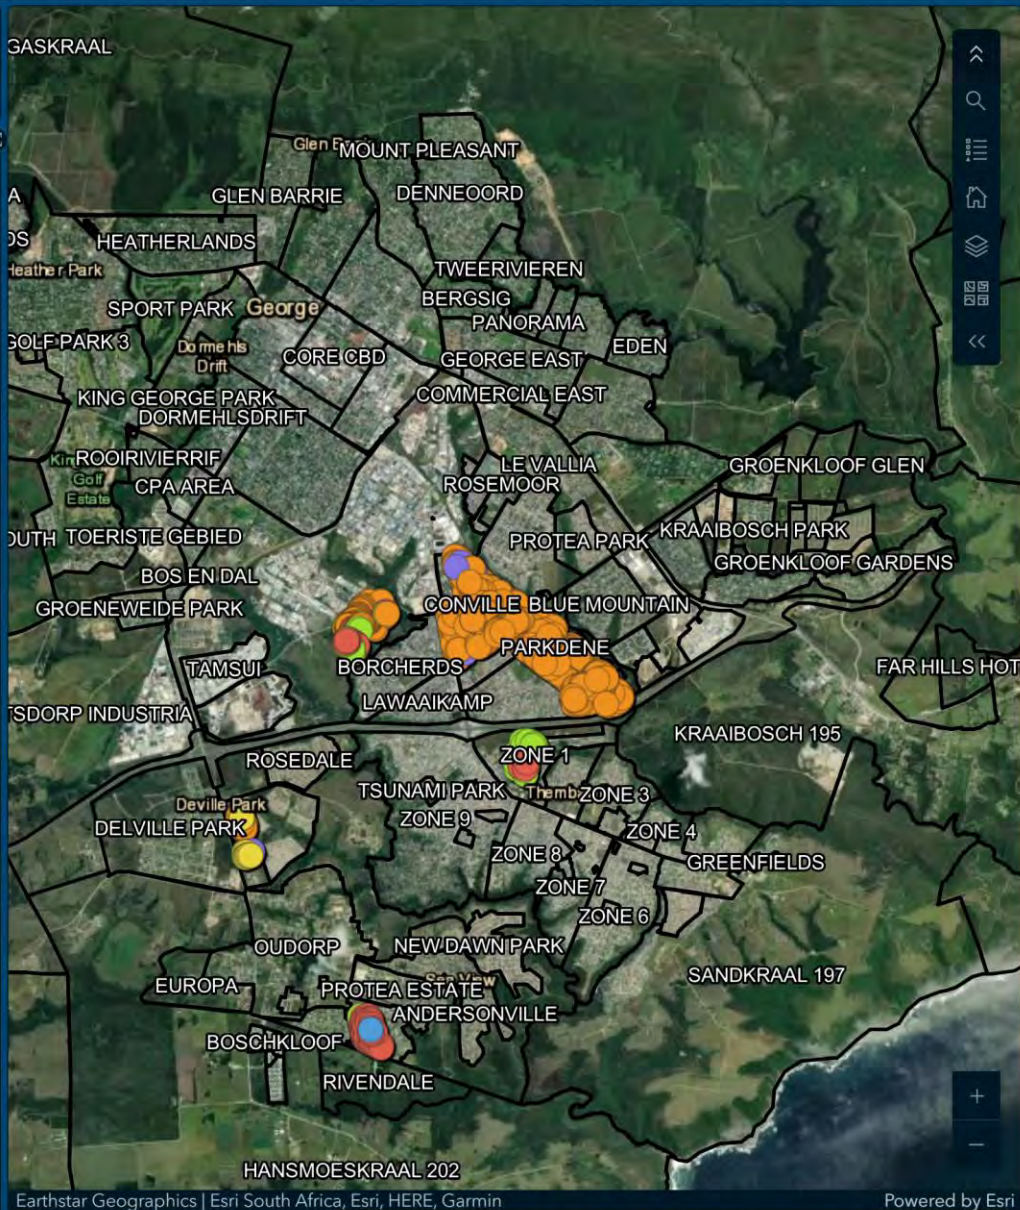 GASKRAAL
MOUNT PLEASANT
GLEN BARRIE
DENNEOORD
A
DS
HEATHERLANDS
Heather Park
TWEERIVIEREN
BERGSIG
SPORT PARK
George
PANORAMA
GOLF PARK 3
Dormehls
Drift
CORE CBD
EDEN
GEORGE EAST
KING GEORGE PARK
COMMERCIAL EAST
DORMEHLSDRIFT
ROOIRIVIERRIF
LE VALLIA
GROENKLOOF GLEN
Golf
Estate
CPA AREA
ROSEMOOR
OUTH
TOERISTE GEBIED
PROTEA PARK
KRAAIBOSCH PARK
GROENKLOOF GARDENS
BOS EN DAL
GROENEWEIDE PARK
CONVILLE
BLUE MOUNTAIN
PARKDENE
TAMSUI
BORCHERDS
FAR HILLS HOT
LAWAAIKAMP
TSDORP INDUSTRIA
KRAAIBOSCH 195
ROSEDALE
ZONE 1
TSUNAMI PARK
Themb
ZONE 3
Deville Park
DELVILLE PARK
ZONE 9
ZONE 4
ZONE 8
GREENFIELDS
ZONE 7
ZONE 6
OUDORP
NEW DAWN PARK
SANDKRAAL 197
Sea View
EUROPA
PROTEA ESTATE
ANDERSONVILLE
BOSCHKLOOF
RIVENDALE
HANSMOESKRAAL 202
Earthstar Geographics | Esri South Africa, Esri, HERE, Garmin
Powered by Esri